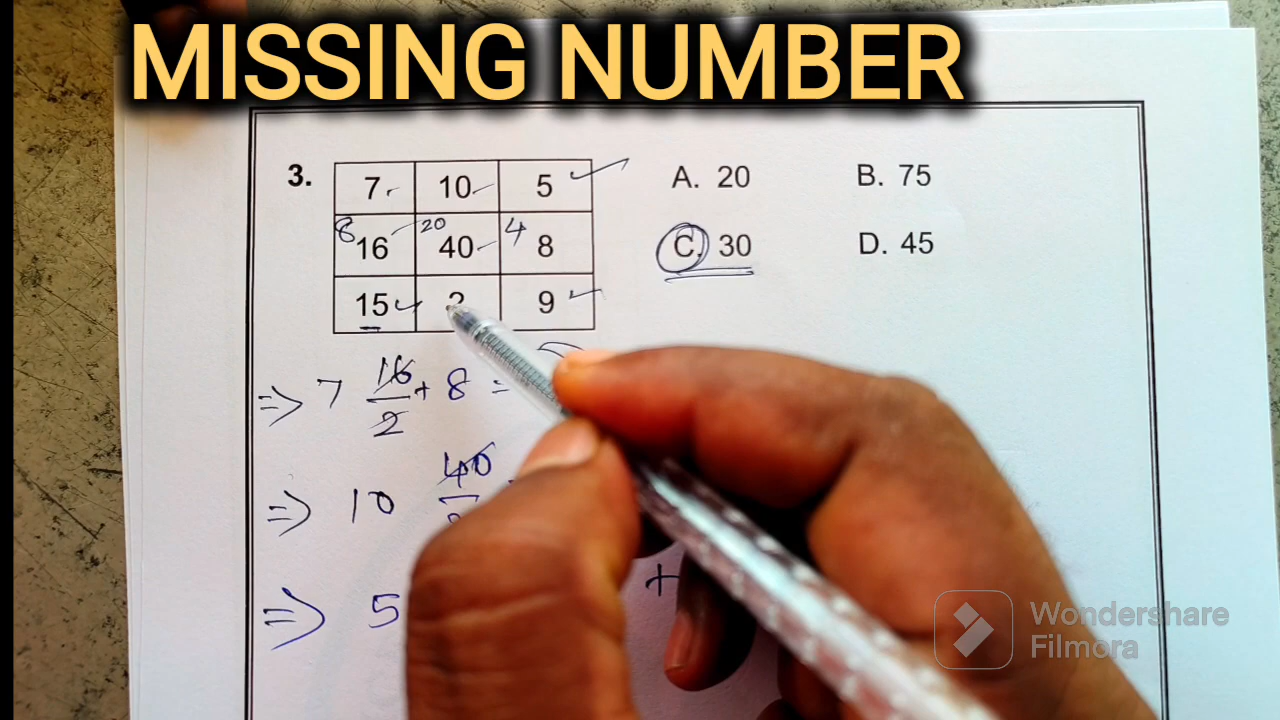 MISSING NUMBER
3. 7 10 5 A. 20 B. 75
8 16 20 40 4 8 C. 30 D. 45
15 ? 9
=> 7 16/2 + 8 =
=> 10 40
=> 5 +
Wondershare
Filmora